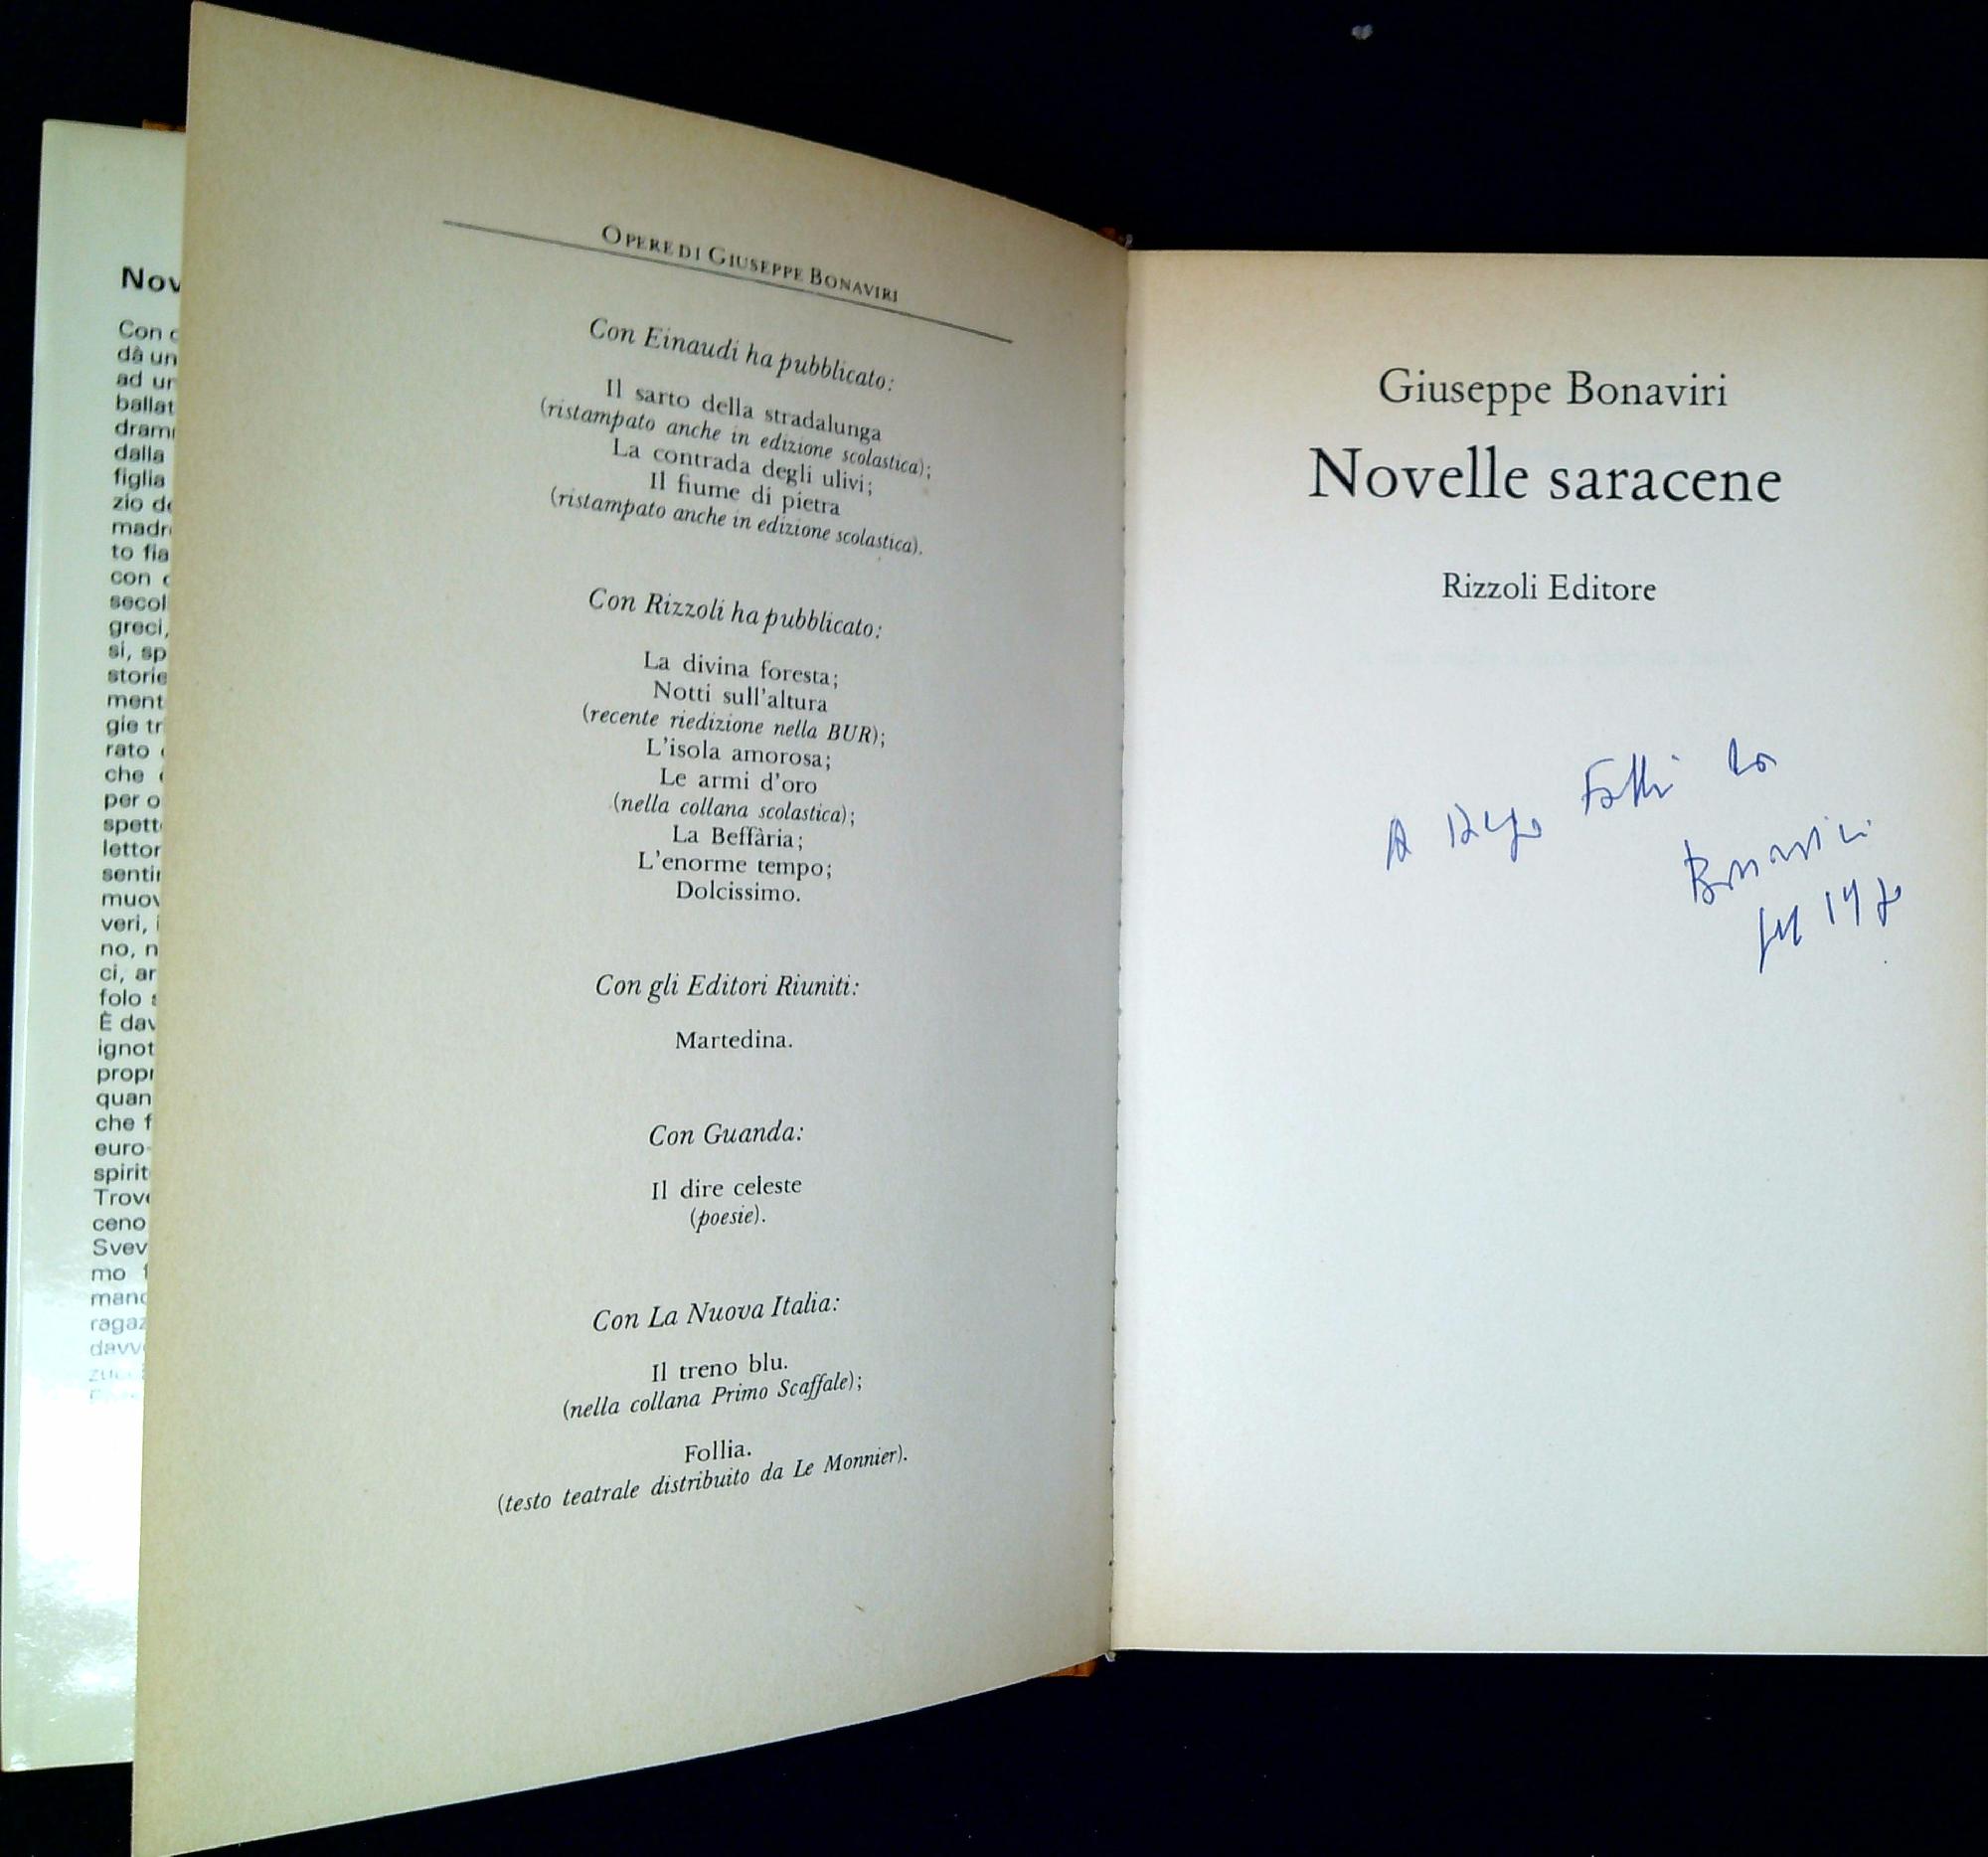 Nov
Con c
dà un
ad un
ballat
dram
dalla
figlia
zio de
madr
to fia
con c
secol
greci,
si, sp
storie
ment
gie tr
rato
che
per o
spett
lettor
sentir
muov
veri, i
no, n
ci, ar
folo s
È dav
ignot
propr
quan
che f
euro-
spirit
Trove
ceno
Svev
mo f
manc
ragaz
davv
OPERE DI GIUSEPPE BONAVIRI
Con Einaudi ha pubblicato:
Il sarto della stradalunga
(ristampato anche in edizione scolastica);
La contrada degli ulivi;
Il fiume di pietra
(ristampato anche in edizione scolastica).
Con Rizzoli ha pubblicato:
La divina foresta;
Notti sull'altura
(recente riedizione nella BUR);
L'isola amorosa;
Le armi d'oro
(nella collana scolastica);
La Beffària;
L'enorme tempo;
Dolcissimo.
Con gli Editori Riuniti:
Martedina.
Con Guanda:
Il dire celeste
(poesie).
Con La Nuova Italia:
Il treno blu.
(nella collana Primo Scaffale);
Follia.
(testo teatrale distribuito da Le Monnier).
Giuseppe Bonaviri
Novelle saracene
Rizzoli Editore
A
Bonaviri